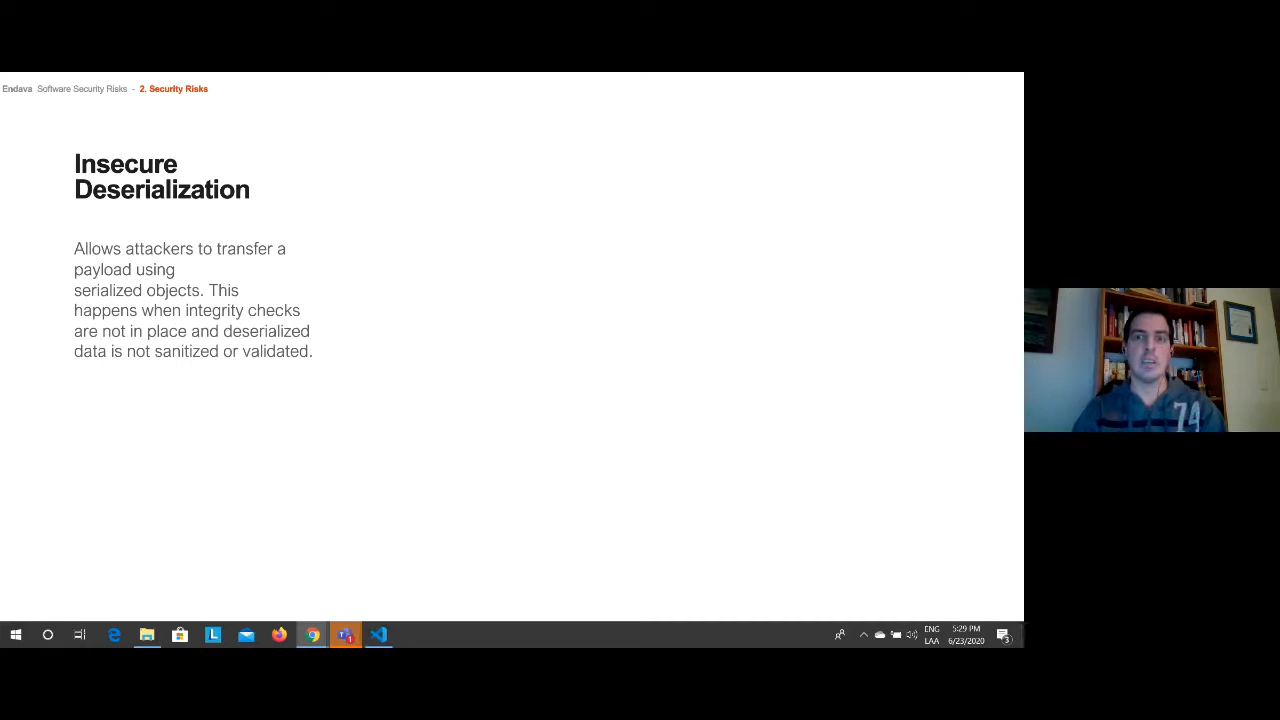 Endava Software Security Risks - 2. Security Risks
Insecure
Deserialization
Allows attackers to transfer a
payload using
serialized objects. This
happens when integrity checks
are not in place and deserialized
data is not sanitized or validated.
74
ENG
LAA
5:29 PM
6/23/2020
3